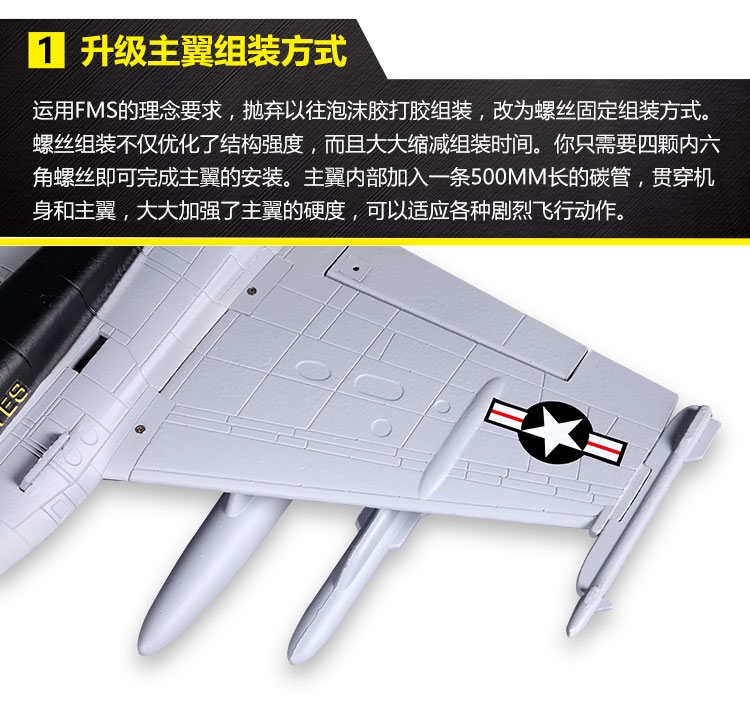 1 升级主翼组装方式
运用FMS的理念要求，抛弃以往泡沫胶打胶组装，改为螺丝固定组装方式。
螺丝组装不仅优化了结构强度，而且大大缩减组装时间。你只需要四颗内六
角螺丝即可完成主翼的安装。主翼内部加入一条500MM长的碳管，贯穿机
身和主翼，大大加强了主翼的硬度，可以适应各种剧烈飞行动作。